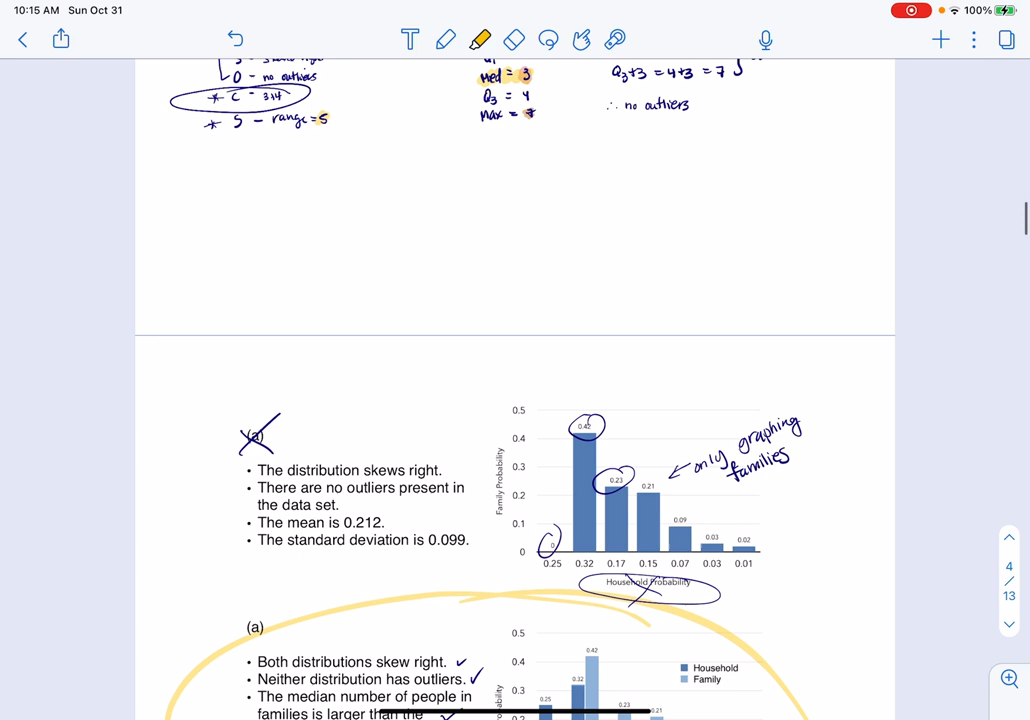 10:15 AM Sun Oct 31
100%
O - no outliers
* C - 3,4
* S - range = 5
Med = 3
Q3 = 4
Max = 7
Q3+3 = 4+3 = 7
∴ no outliers
(a)
• The distribution skews right.
• There are no outliers present in
the data set.
• The mean is 0.212.
• The standard deviation is 0.099.
Family Probability
0.5
0.4
0.3
0.2
0.1
0
0
0.42
0.23
0.21
0.09
0.03
0.02
0.25 0.32 0.17 0.15 0.07 0.03 0.01
Household Probability
← only graphing
families
(a)
• Both distributions skew right. ✓
• Neither distribution has outliers. ✓
• The median number of people in
families is larger than the
0.5
0.4
0.3
0.2
0.25
0.32
0.42
0.23
0.21
Household
Family
4
/
13